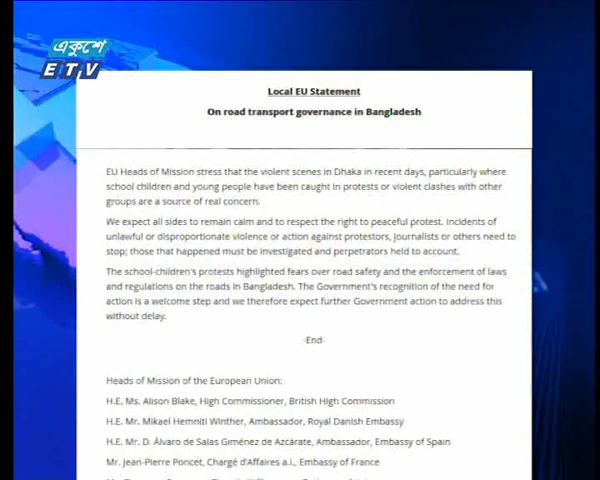 একুশে
ETV
Local EU Statement
On road transport governance in Bangladesh
EU Heads of Mission stress that the violent scenes in Dhaka in recent days, particularly where
school children and young people have been caught in protests or violent clashes with other
groups are a source of real concern.
We expect all sides to remain calm and to respect the right to peaceful protest. Incidents of
unlawful or disproportionate violence or action against protestors, journalists or others need to
stop; those that happened must be investigated and perpetrators held to account.
The school-children's protests highlighted fears over road safety and the enforcement of laws
and regulations on the roads in Bangladesh. The Government's recognition of the need for
action is a welcome step and we therefore expect further Government action to address this
without delay.
-End-
Heads of Mission of the European Union:
H.E. Ms. Alison Blake, High Commissioner, British High Commission
H.E. Mr. Mikael Hemniti Winther, Ambassador, Royal Danish Embassy
H.E. Mr. D. Álvaro de Salas Giménez de Azcárate, Ambassador, Embassy of Spain
Mr. Jean-Pierre Poncet, Chargé d'Affaires a.i., Embassy of France